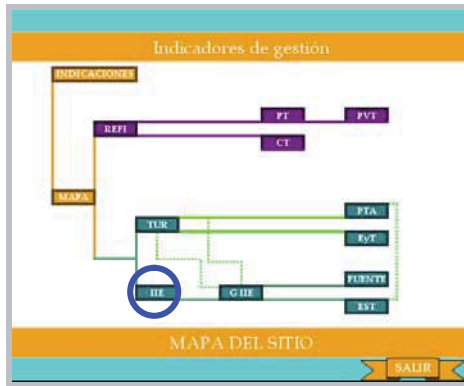 Indicadores de gestión
INDICACIONES
PT
PVT
REFI
CT
MAPA
PTA
TUR
EyT
FUENTE
IIE
G IIE
EST
MAPA DEL SITIO
SALIR